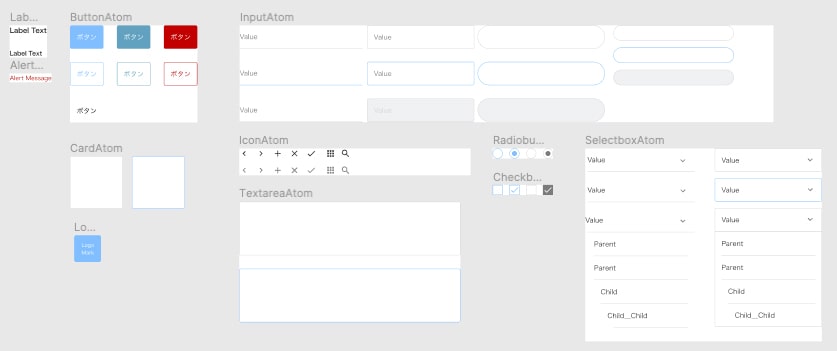 Lab...
Label Text
Label Text
Alert...
Alert Message
ButtonAtom
ボタン ボタン ボタン
ボタン ボタン ボタン
ボタン
InputAtom
Value Value
Value Value
Value Value
CardAtom
Lo...
Logo
Mark
IconAtom
TextareaAtom
Radiobu...
Checkb...
SelectboxAtom
Value Value
Value Value
Value Value
Parent Parent
Parent Parent
Child Child
Child__Child Child__Child